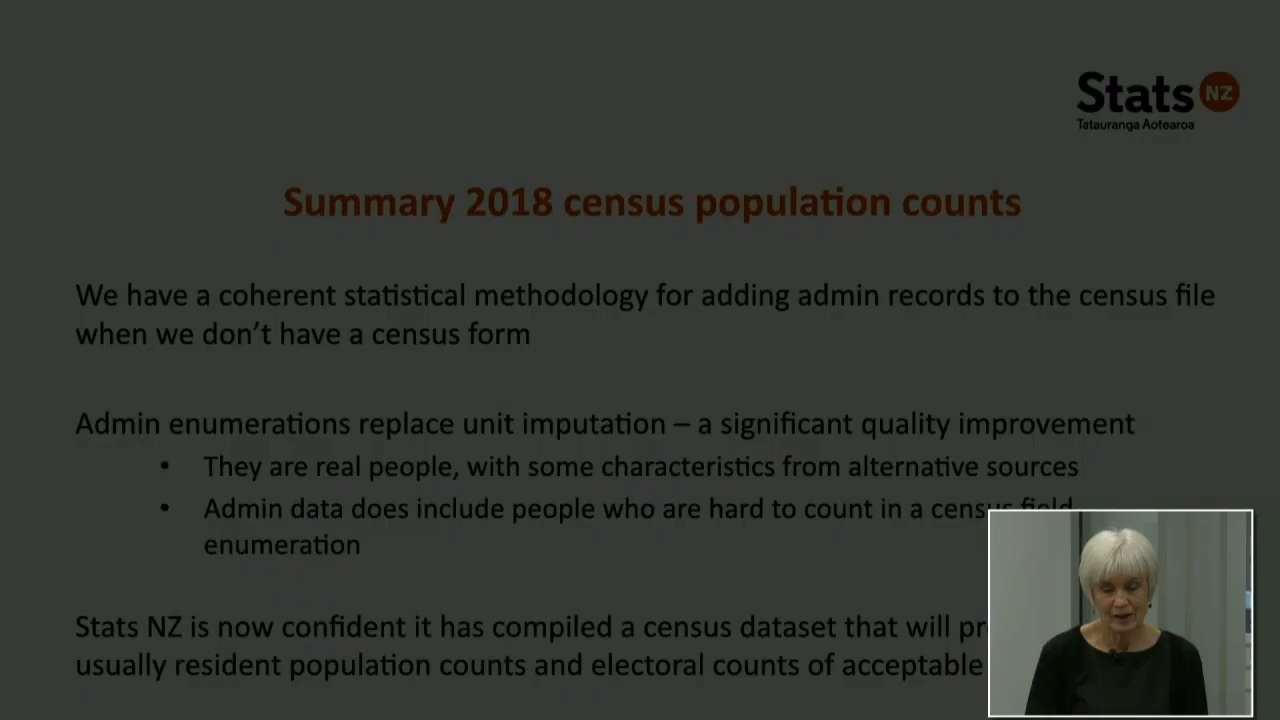 Stats NZ
Tatauranga Aotearoa
Summary 2018 census population counts
We have a coherent statistical methodology for adding admin records to the census file
when we don’t have a census form
Admin enumerations replace unit imputation – a significant quality improvement
• They are real people, with some characteristics from alternative sources
• Admin data does include people who are hard to count in a census field
enumeration
Stats NZ is now confident it has compiled a census dataset that will
usually resident population counts and electoral counts of acceptable